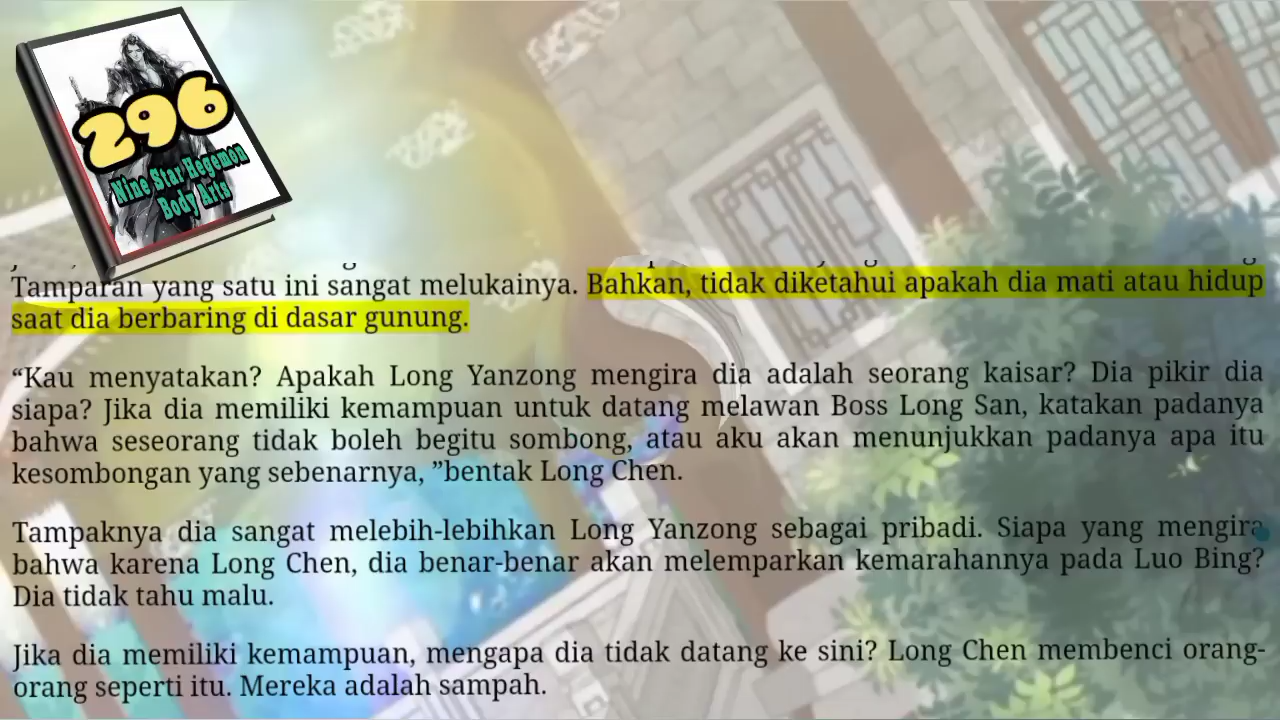 296
Nine Star Hegemon
Body Arts
Tamparan yang satu ini sangat melukainya. Bahkan, tidak diketahui apakah dia mati atau hidup
saat dia berbaring di dasar gunung.
“Kau menyatakan? Apakah Long Yanzong mengira dia adalah seorang kaisar? Dia pikir dia
siapa? Jika dia memiliki kemampuan untuk datang melawan Boss Long San, katakan padanya
bahwa seseorang tidak boleh begitu sombong, atau aku akan menunjukkan padanya apa itu
kesombongan yang sebenarnya, ”bentak Long Chen.
Tampaknya dia sangat melebih-lebihkan Long Yanzong sebagai pribadi. Siapa yang mengira
bahwa karena Long Chen, dia benar-benar akan melemparkan kemarahannya pada Luo Bing?
Dia tidak tahu malu.
Jika dia memiliki kemampuan, mengapa dia tidak datang ke sini? Long Chen membenci orang-
orang seperti itu. Mereka adalah sampah.